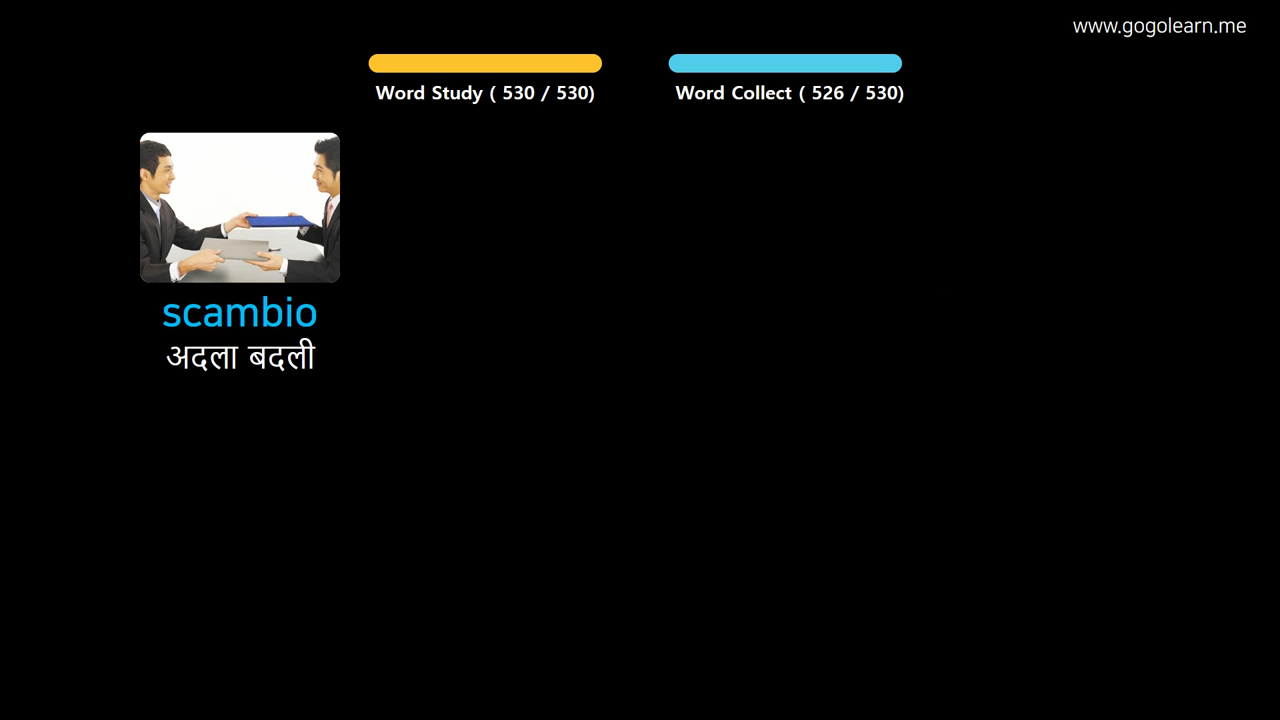 www.gogolearn.me
Word Study ( 530 / 530)
Word Collect ( 526 / 530)
scambio
अदला बदली